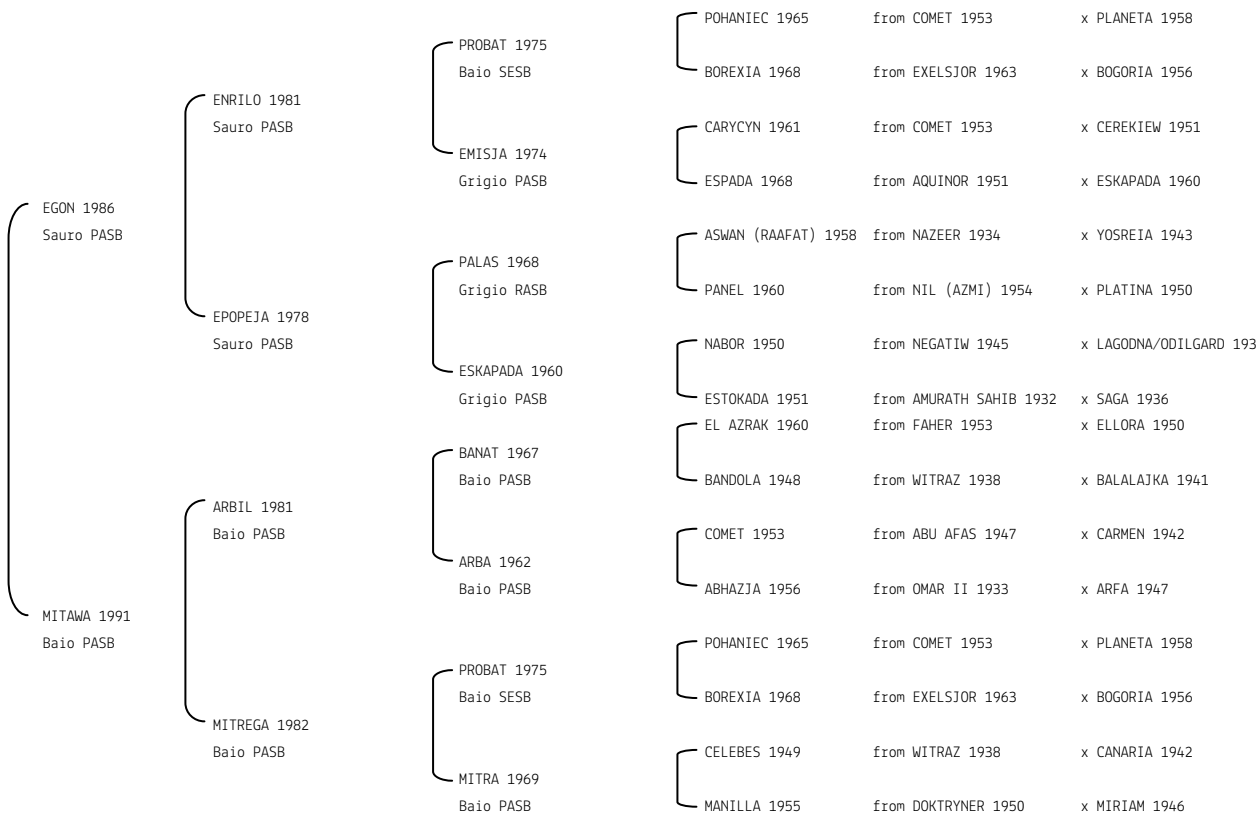 POHANIEC 1965 from COMET 1953 x PLANETA 1958
PROBAT 1975
Baio SESB
BOREXIA 1968 from EXELSJOR 1963 x BOGORIA 1956
ENRILO 1981
Sauro PASB
CARYCYN 1961 from COMET 1953 x CEREKIEW 1951
EMISJA 1974
Grigio PASB
ESPADA 1968 from AQUINOR 1951 x ESKAPADA 1960
EGON 1986
Sauro PASB
ASWAN (RAAFAT) 1958 from NAZEER 1934 x YOSREIA 1943
PALAS 1968
Grigio RASB
PANEL 1960 from NIL (AZMI) 1954 x PLATINA 1950
EPOPEJA 1978
Sauro PASB
NABOR 1950 from NEGATIW 1945 x LAGODNA/ODILGARD 193
ESKAPADA 1960
Grigio PASB
ESTOKADA 1951 from AMURATH SAHIB 1932 x SAGA 1936
EL AZRAK 1960 from FAHER 1953 x ELLORA 1950
BANAT 1967
Baio PASB
BANDOLA 1948 from WITRAZ 1938 x BALALAJKA 1941
ARBIL 1981
Baio PASB
COMET 1953 from ABU AFAS 1947 x CARMEN 1942
ARBA 1962
Baio PASB
ABHAZJA 1956 from OMAR II 1933 x ARFA 1947
MITAWA 1991
Baio PASB
POHANIEC 1965 from COMET 1953 x PLANETA 1958
PROBAT 1975
Baio SESB
BOREXIA 1968 from EXELSJOR 1963 x BOGORIA 1956
MITREGA 1982
Baio PASB
CELEBES 1949 from WITRAZ 1938 x CANARIA 1942
MITRA 1969
Baio PASB
MANILLA 1955 from DOKTRYNER 1950 x MIRIAM 1946